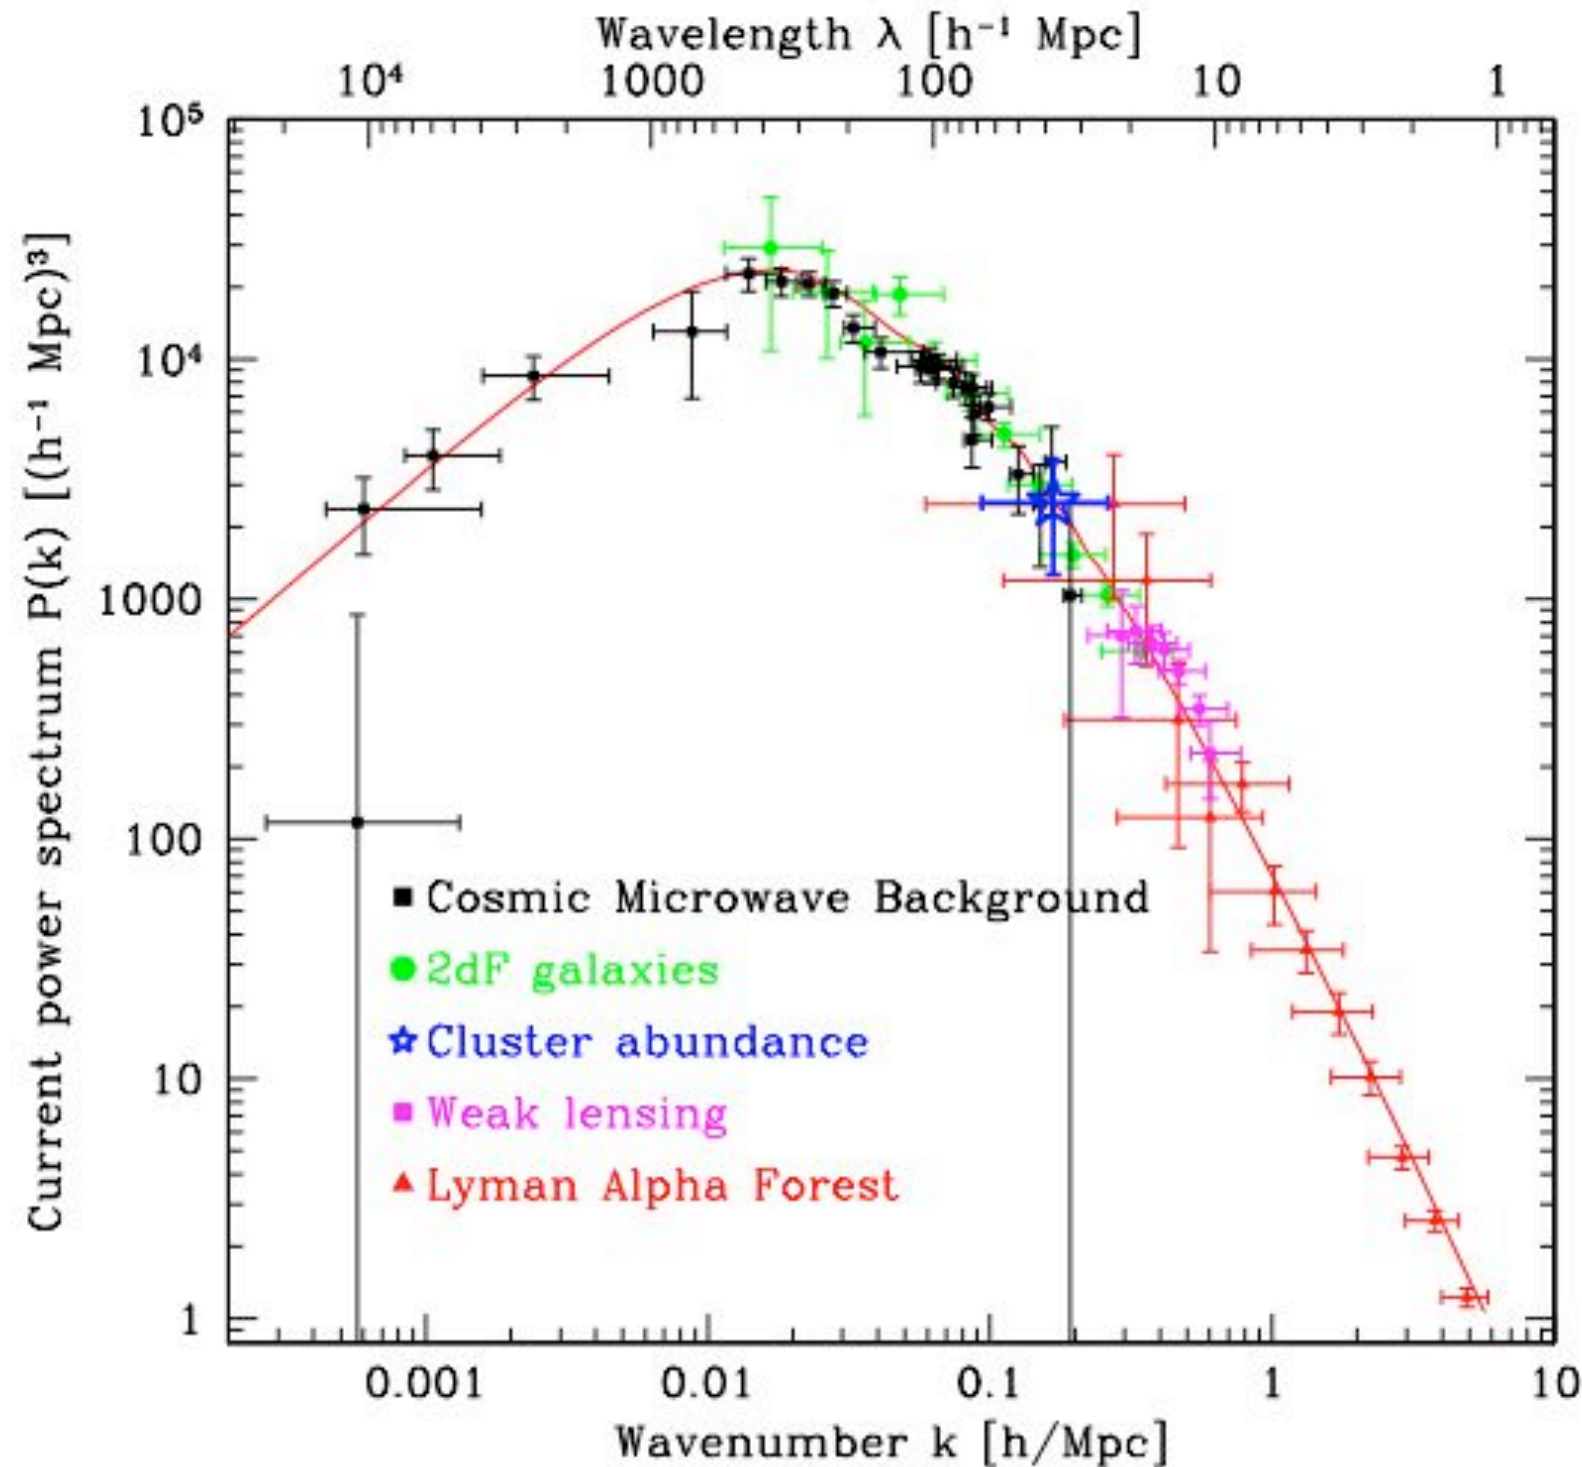 Wavelength λ [h⁻¹ Mpc]
10⁴ 1000 100 10 1
Current power spectrum P(k) [(h⁻¹ Mpc)³]
10⁵
10⁴
1000
100
10
1
Cosmic Microwave Background
2dF galaxies
Cluster abundance
Weak lensing
Lyman Alpha Forest
0.001 0.01 0.1 1 10
Wavenumber k [h/Mpc]